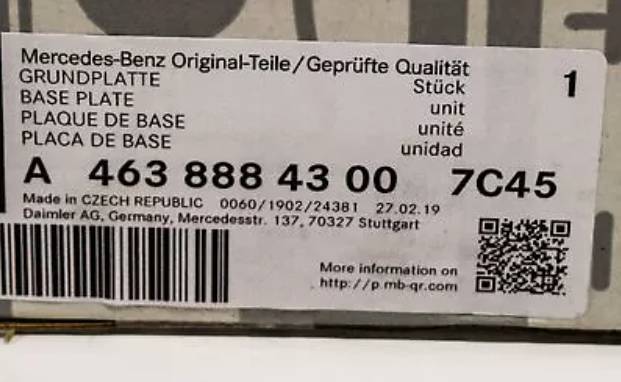 Mercedes-Benz Original-Teile/Geprüfte Qualität
GRUNDPLATTE Stück 1
BASE PLATE unit
PLAQUE DE BASE unité
PLACA DE BASE unidad
A 463 888 43 00 7C45
Made in CZECH REPUBLIC 0060/1902/24381 27.02.19
Daimler AG, Germany, Mercedesstr. 137, 70327 Stuttgart
More information on
http://p.mb-qr.com